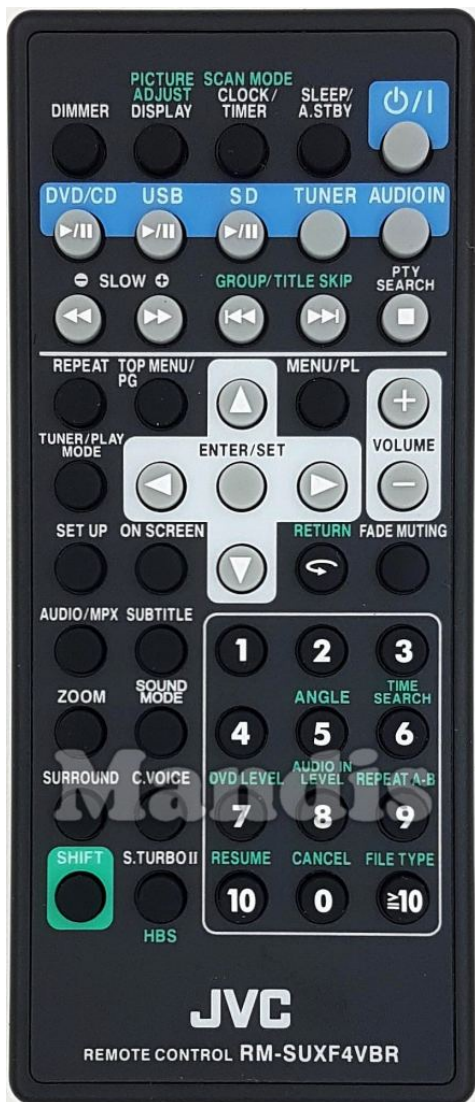 PICTURE SCAN MODE
DIMMER ADJUST DISPLAY CLOCK/ TIMER SLEEP/ A.STBY ⏻/I
DVD/CD USB SD TUNER AUDIO IN
⊖ SLOW ⊕ GROUP/TITLE SKIP PTY SEARCH
REPEAT TOP MENU/ PG MENU/PL
TUNER/PLAY MODE ENTER/SET + VOLUME −
SET UP ON SCREEN RETURN FADE MUTING
AUDIO/MPX SUBTITLE 1 2 3
ZOOM SOUND MODE ANGLE TIME SEARCH
4 5 6
SURROUND C.VOICE DVD LEVEL AUDIO IN LEVEL REPEAT A-B
Mandis
7 8 9
SHIFT S.TURBO II RESUME CANCEL FILE TYPE
10 0 ≧10
HBS
JVC
REMOTE CONTROL RM-SUXF4VBR